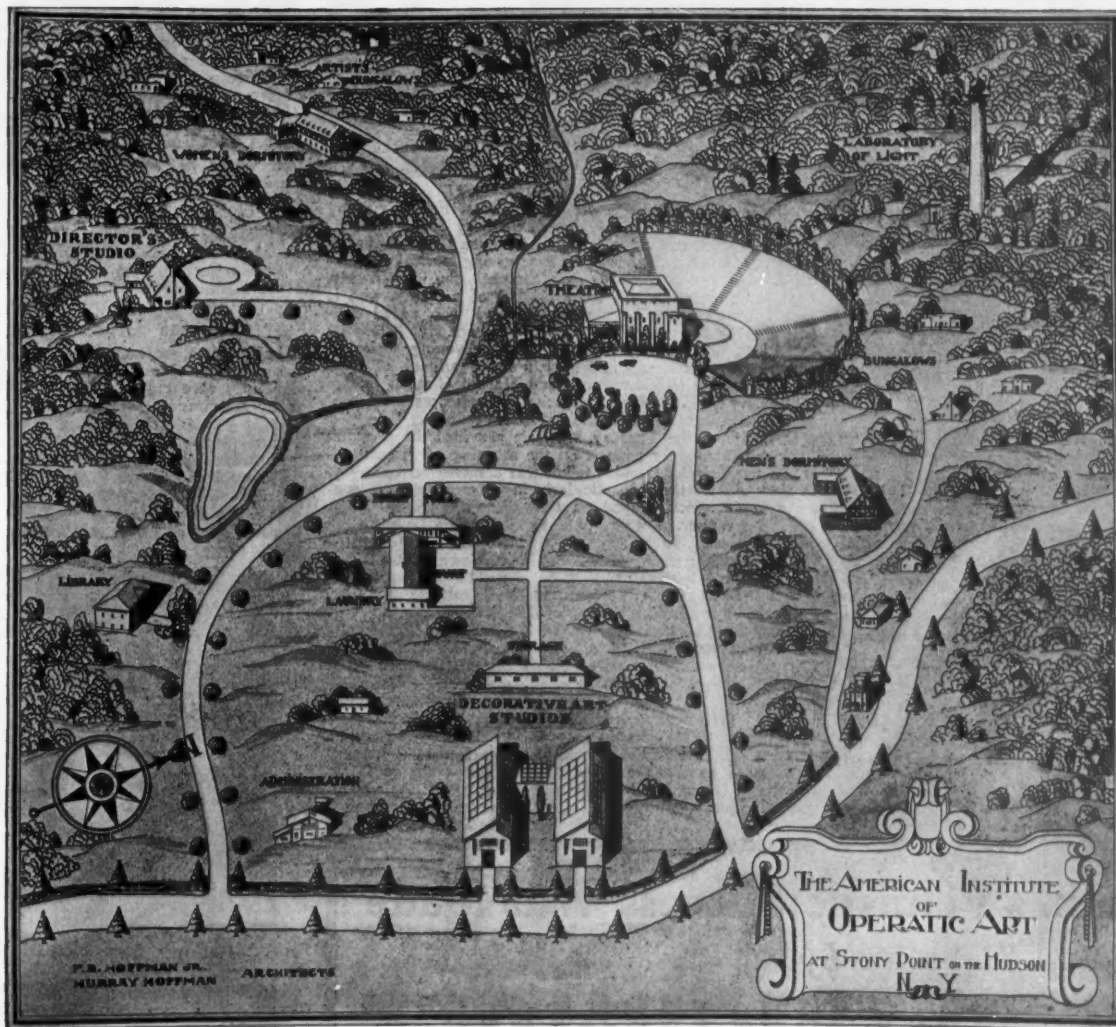 ARTISTS
BUNGALOWS
WOMEN'S DORMITORY
LABORATORY
OF LIGHT
DIRECTOR'S
STUDIO
THEATRE
BUNGALOWS
MEN'S DORMITORY
LIBRARY
LAUNDRY
DECORATIVE ART
STUDIOS
ADMINISTRATION
THE AMERICAN INSTITUTE
OF
OPERATIC ART
AT STONY POINT ON THE HUDSON
N.Y.
F.B. HOFFMAN JR.
MURRAY HOFFMAN
ARCHITECTS